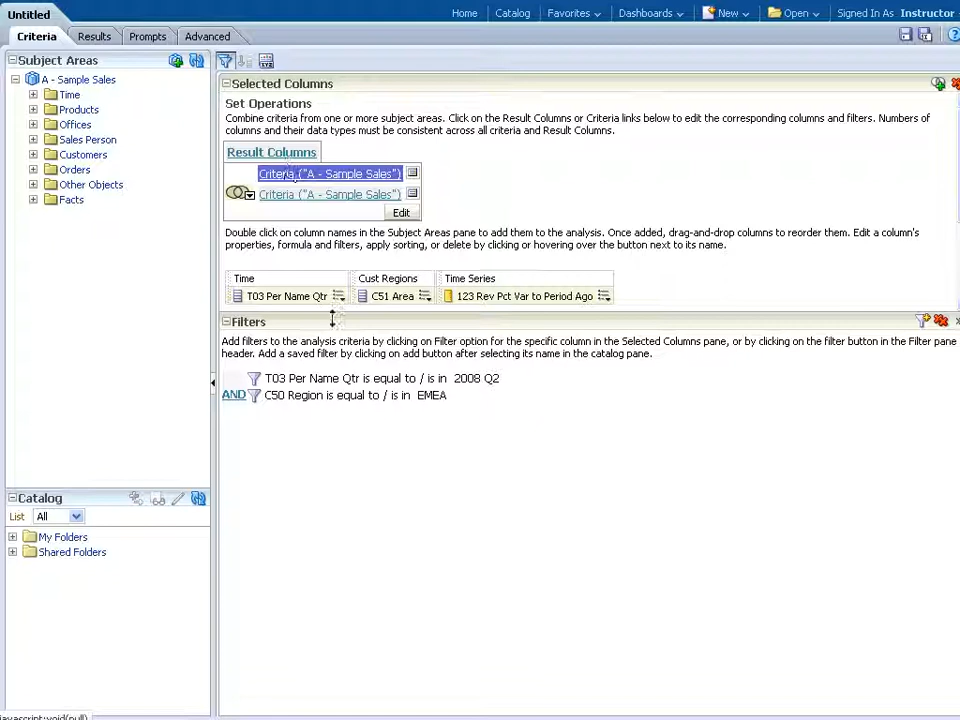 Untitled
Home Catalog Favorites Dashboards New Open Signed In As Instructor
Criteria Results Prompts Advanced
Subject Areas
A - Sample Sales
Time
Products
Offices
Sales Person
Customers
Orders
Other Objects
Facts
Catalog
List All
My Folders
Shared Folders
Selected Columns
Set Operations
Combine criteria from one or more subject areas. Click on the Result Columns or Criteria links below to edit the corresponding columns and filters. Numbers of
columns and their data types must be consistent across all criteria and Result Columns.
Result Columns
Criteria ("A - Sample Sales")
Criteria ("A - Sample Sales")
Edit
Double click on column names in the Subject Areas pane to add them to the analysis. Once added, drag-and-drop columns to reorder them. Edit a column's
properties, formula and filters, apply sorting, or delete by clicking or hovering over the button next to its name.
Time Cust Regions Time Series
T03 Per Name Qtr C51 Area 123 Rev Pct Var to Period Ago
Filters
Add filters to the analysis criteria by clicking on Filter option for the specific column in the Selected Columns pane, or by clicking on the filter button in the Filter pane
header. Add a saved filter by clicking on add button after selecting its name in the catalog pane.
T03 Per Name Qtr is equal to / is in 2008 Q2
AND C50 Region is equal to / is in EMEA